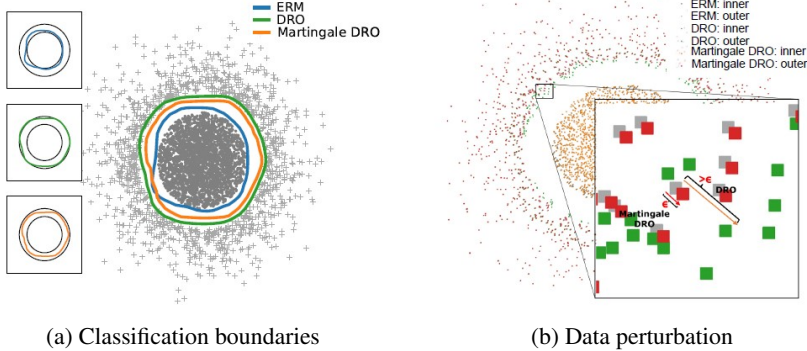 ERM
DRO
Martingale DRO
ERM: inner
ERM: outer
DRO: inner
DRO: outer
Martingale DRO: inner
Martingale DRO: outer
>ϵ
DRO
ϵ
Martingale
DRO
(a) Classification boundaries
(b) Data perturbation